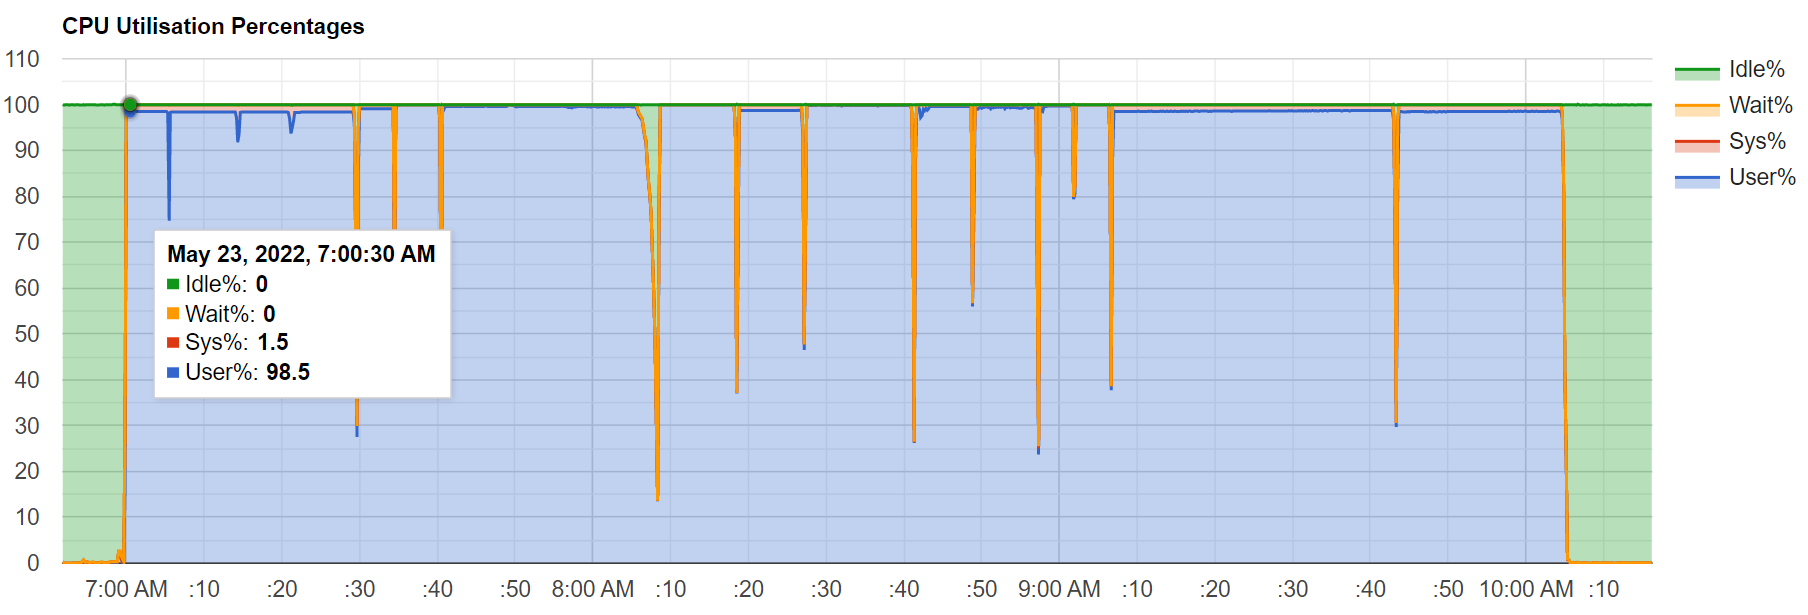 CPU Utilisation Percentages
110
100
90
80
70
60
50
40
30
20
10
0
Idle%
Wait%
Sys%
User%
May 23, 2022, 7:00:30 AM
Idle%: 0
Wait%: 0
Sys%: 1.5
User%: 98.5
7:00 AM :10 :20 :30 :40 :50 8:00 AM :10 :20 :30 :40 :50 9:00 AM :10 :20 :30 :40 :50 10:00 AM :10